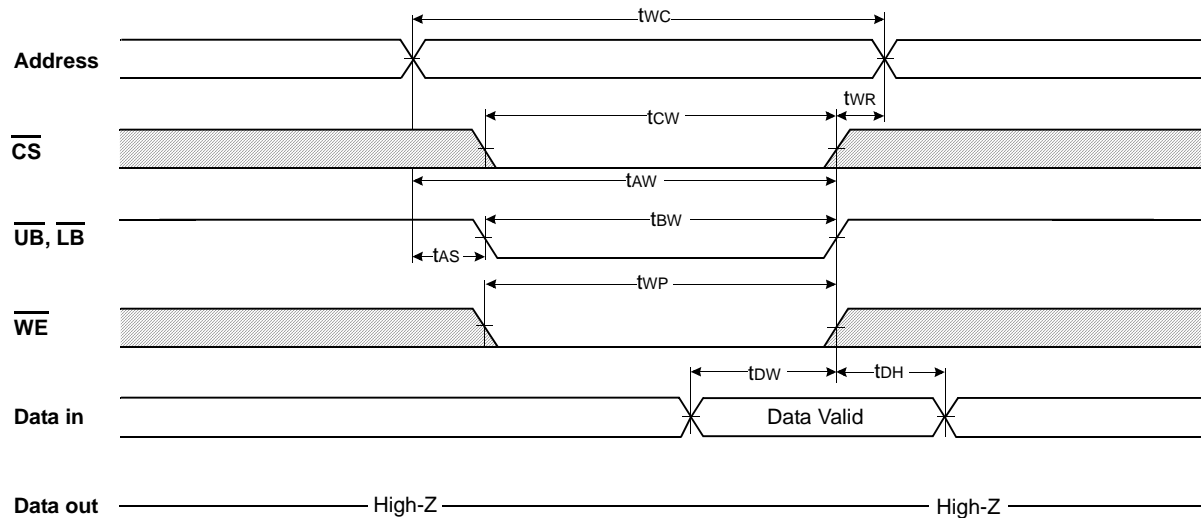 tWC
Address
tWR
tCW
CS
tAW
UB, LB
tBW
tAS
tWP
WE
tDW
tDH
Data in
Data Valid
Data out
High-Z
High-Z